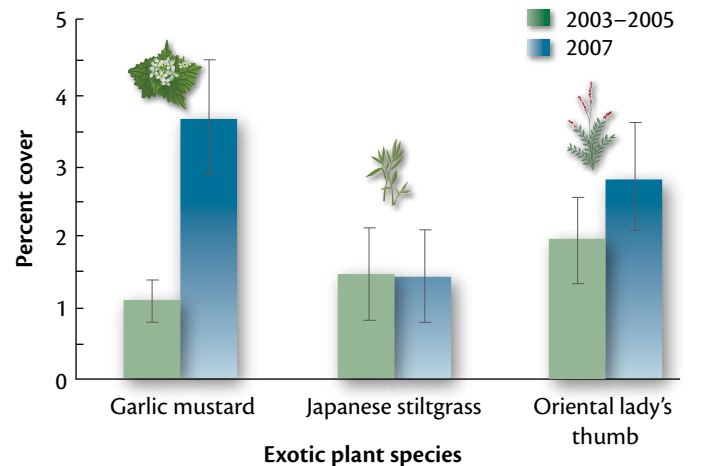 2003–2005
2007
5
4
3
2
1
0
Percent cover
Garlic mustard
Japanese stiltgrass
Oriental lady's
thumb
Exotic plant species